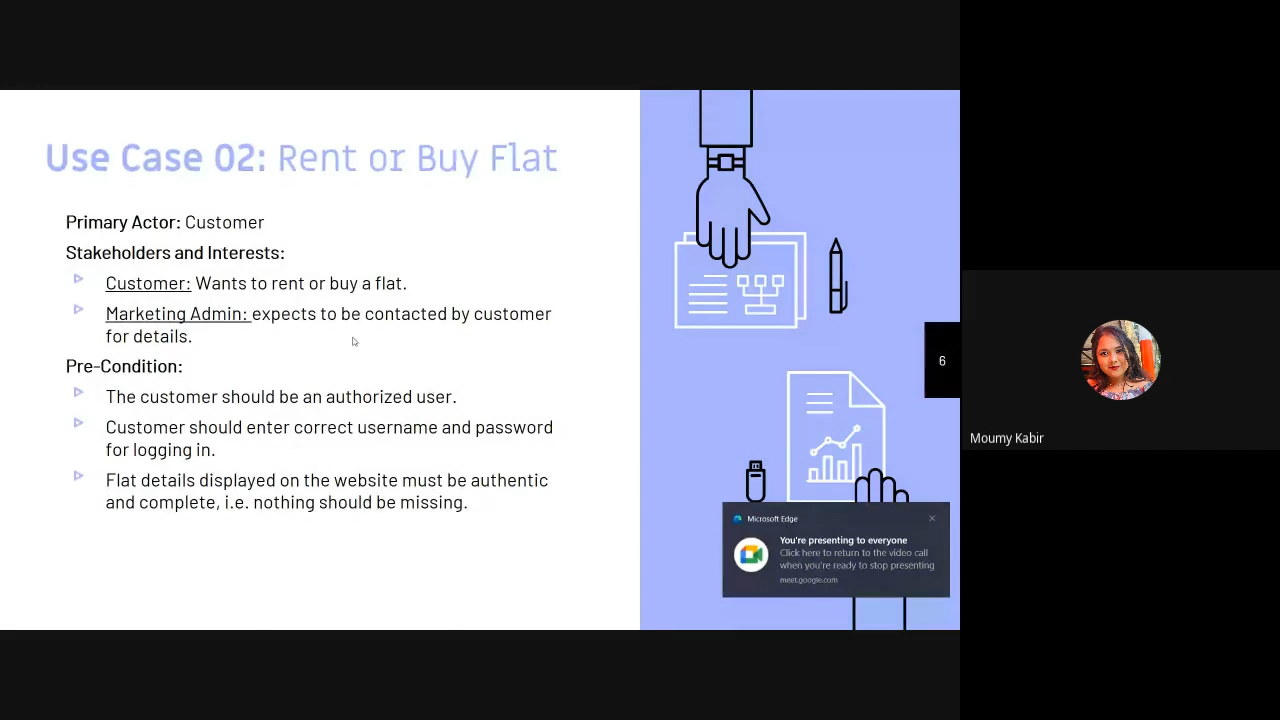 Use Case 02: Rent or Buy Flat
Primary Actor: Customer
Stakeholders and Interests:
Customer: Wants to rent or buy a flat.
Marketing Admin: expects to be contacted by customer
for details.
Pre-Condition:
The customer should be an authorized user.
Customer should enter correct username and password
for logging in.
Flat details displayed on the website must be authentic
and complete, i.e. nothing should be missing.
6
Microsoft Edge
You're presenting to everyone
Click here to return to the video call
when you're ready to stop presenting
meet.google.com
Moumy Kabir